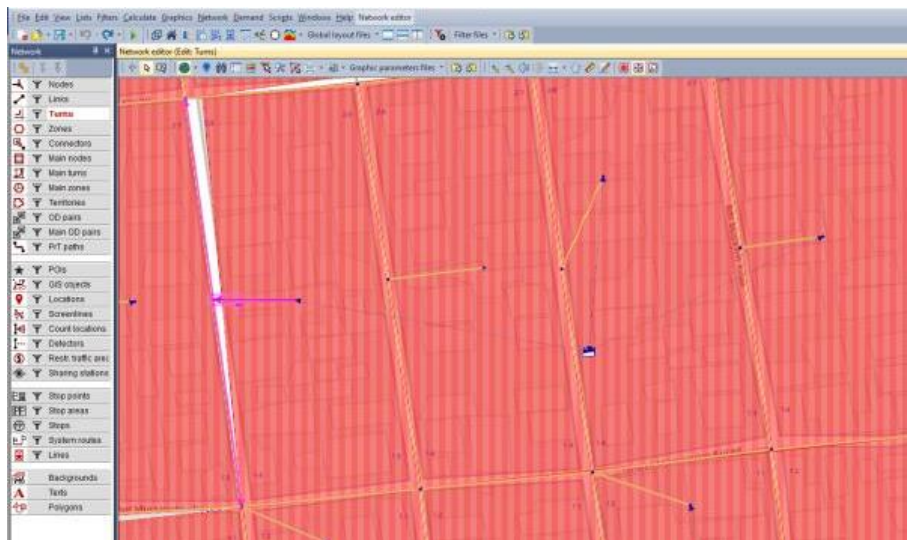 File Edit View Lists Filters Calculate Graphics Network Demand Scripts Windows Help Network editor
Global layout files Filter files
Network
Network editor (Edit: Turns)
Graphic parameters files
Nodes
Links
Turns
Zones
Connectors
Main nodes
Main turns
Main zones
Territories
OD pairs
Main OD pairs
PrT paths
POIs
GIS objects
Locations
Screenlines
Count locations
Detectors
Restr. traffic area
Sharing stations
Stop points
Stop areas
Stops
System routes
Lines
Backgrounds
Texts
Polygons